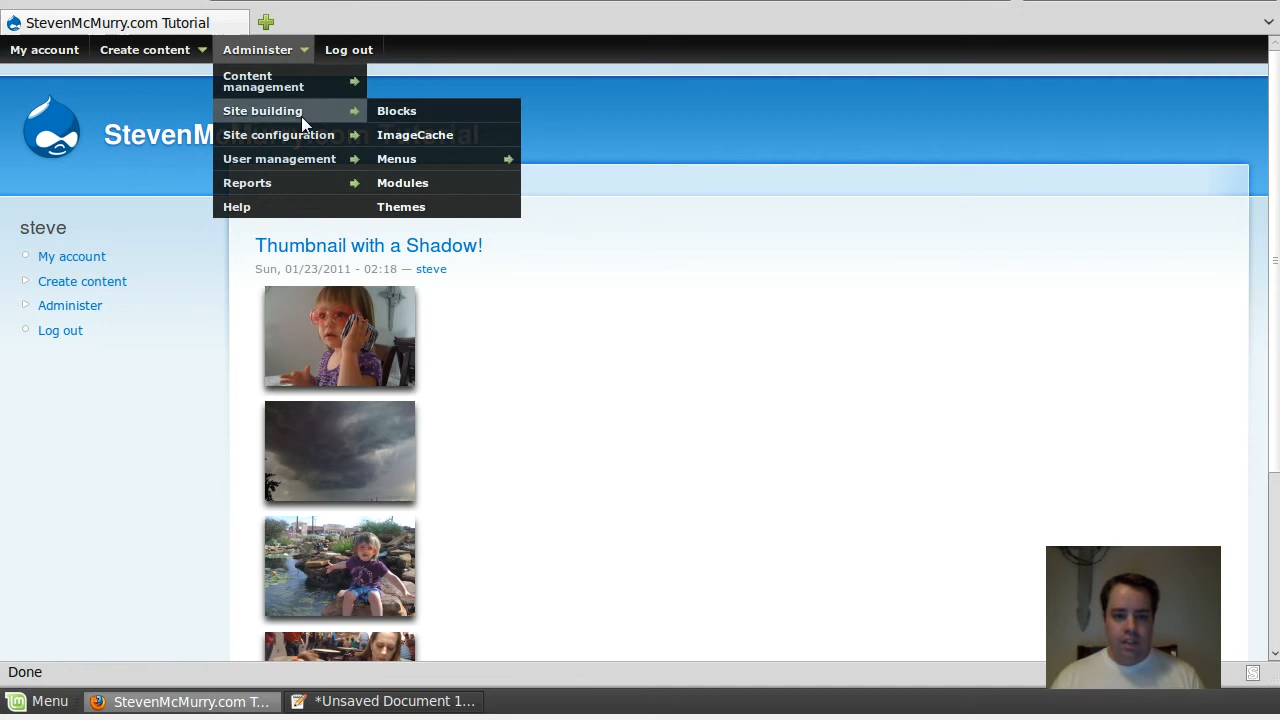 StevenMcMurry.com Tutorial
My account
Create content
Administer
Log out
Content
management
Site building
Site configuration
User management
Reports
Help
Blocks
ImageCache
Menus
Modules
Themes
steve
My account
Create content
Administer
Log out
Thumbnail with a Shadow!
Sun, 01/23/2011 - 02:18 — steve
Done
Menu
StevenMcMurry.com T...
*Unsaved Document 1...